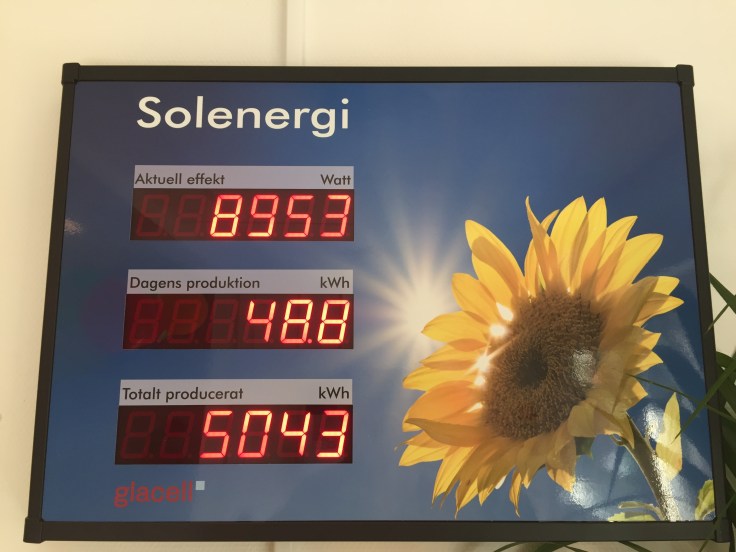 Solenergi
Aktuell effekt Watt
8953
Dagens produktion kWh
48.8
Totalt producerat kWh
5043
glacell